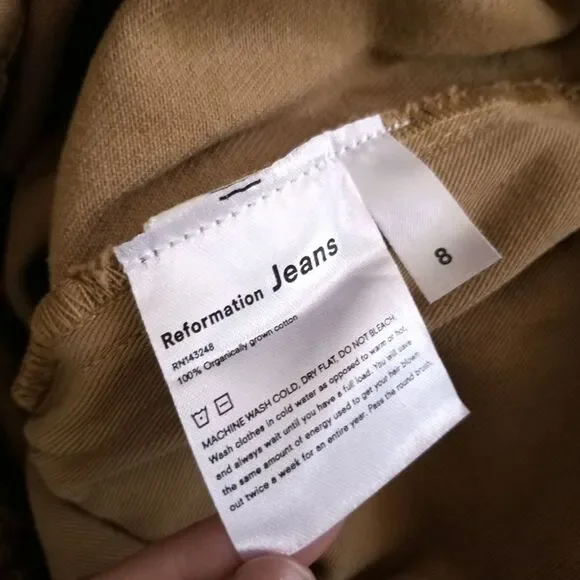 Reformation Jeans
RN143248
100% Organically grown cotton
MACHINE WASH COLD, DRY FLAT, DO NOT BLEACH.
Wash clothes in cold water as opposed to warm or hot,
and always wait until you have a full load. You will save
the same amount of energy used to get your hair blown
out twice a week for an entire year. Pass the round brush.
8